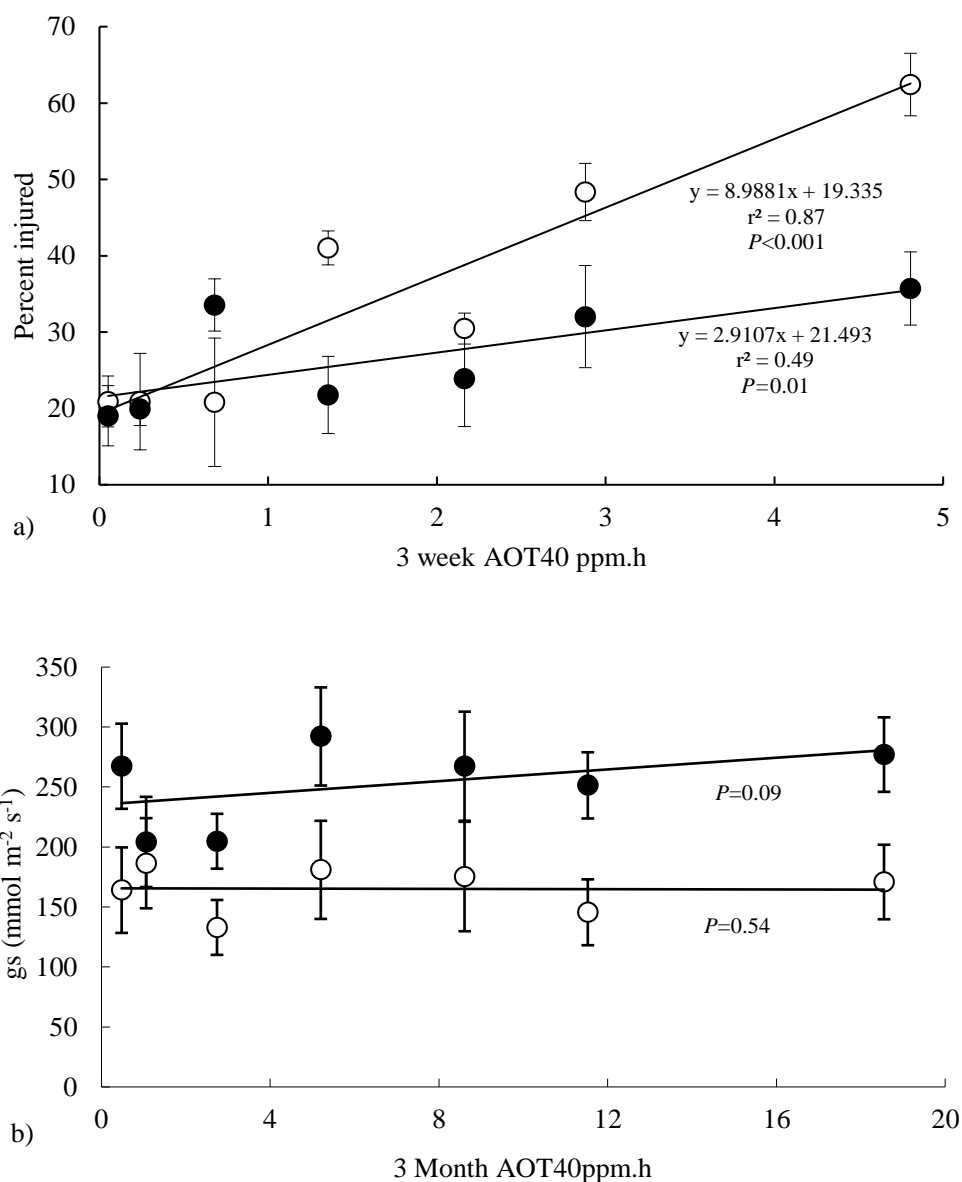 70
60
50
40
30
20
10
Percent injured
y = 8.9881x + 19.335
r² = 0.87
P<0.001
y = 2.9107x + 21.493
r² = 0.49
P=0.01
0 1 2 3 4 5
a)
3 week AOT40 ppm.h
350
300
250
200
150
100
50
0
gs (mmol m⁻² s⁻¹)
P=0.09
P=0.54
0 4 8 12 16 20
b)
3 Month AOT40ppm.h